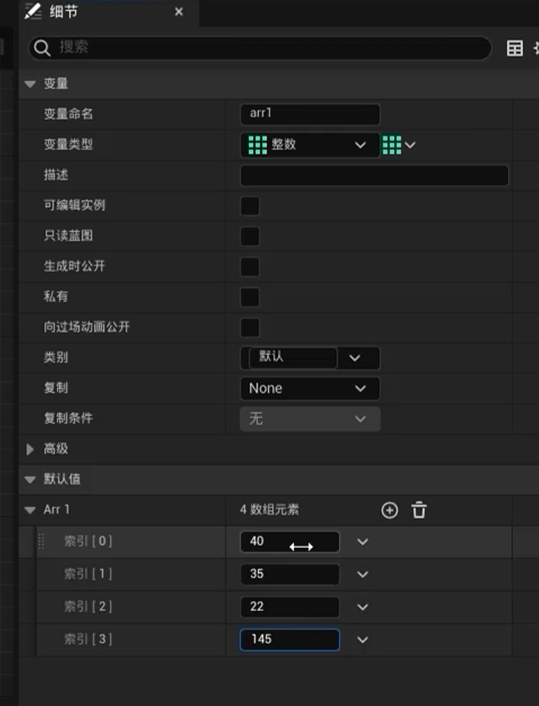 细节
搜索
变量
变量命名 arr1
变量类型 整数
描述
可编辑实例
只读蓝图
生成时公开
私有
向过场动画公开
类别 默认
复制 None
复制条件 无
高级
默认值
Arr 1 4 数组元素
索引 [ 0 ] 40
索引 [ 1 ] 35
索引 [ 2 ] 22
索引 [ 3 ] 145